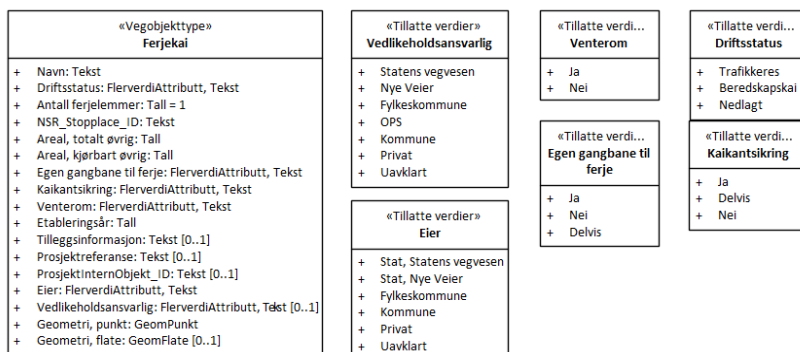 «Vegobjekttype»
Ferjekai
+ Navn: Tekst
+ Driftsstatus: FlerverdiAttributt, Tekst
+ Antall ferjelemmer: Tall = 1
+ NSR_Stopplace_ID: Tekst
+ Areal, totalt øvrig: Tall
+ Areal, kjørbart øvrig: Tall
+ Egen gangbane til ferje: FlerverdiAttributt, Tekst
+ Kaikantsikring: FlerverdiAttributt, Tekst
+ Venterom: FlerverdiAttributt, Tekst
+ Etableringsår: Tall
+ Tilleggsinformasjon: Tekst [0..1]
+ Prosjektreferanse: Tekst [0..1]
+ ProsjektInternObjekt_ID: Tekst [0..1]
+ Eier: FlerverdiAttributt, Tekst
+ Vedlikeholdsansvarlig: FlerverdiAttributt, Tekst [0..1]
+ Geometri, punkt: GeomPunkt
+ Geometri, flate: GeomFlate [0..1]
«Tillatte verdier»
Vedlikeholdsansvarlig
+ Statens vegvesen
+ Nye Veier
+ Fylkeskommune
+ OPS
+ Kommune
+ Privat
+ Uavklart
«Tillatte verdier»
Eier
+ Stat, Statens vegvesen
+ Stat, Nye Veier
+ Fylkeskommune
+ Kommune
+ Privat
+ Uavklart
«Tillatte verdi...
Venterom
+ Ja
+ Nei
«Tillatte verdi...
Egen gangbane til
ferje
+ Ja
+ Nei
+ Delvis
«Tillatte verdi...
Driftsstatus
+ Trafikkeres
+ Beredskapskai
+ Nedlagt
«Tillatte verdi...
Kaikantsikring
+ Ja
+ Delvis
+ Nei